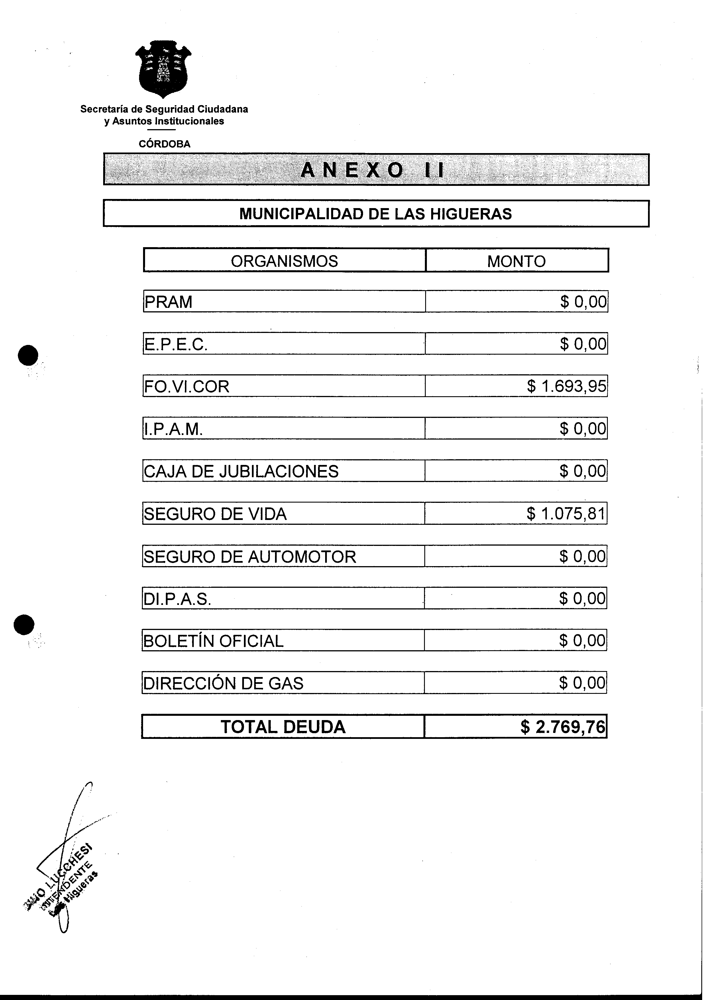 Secretaría de Seguridad Ciudadana
y Asuntos Institucionales
CÓRDOBA
ANEXO II
MUNICIPALIDAD DE LAS HIGUERAS
ORGANISMOS MONTO
PRAM $ 0,00
E.P.E.C. $ 0,00
FO.VI.COR $ 1.693,95
I.P.A.M. $ 0,00
CAJA DE JUBILACIONES $ 0,00
SEGURO DE VIDA $ 1.075,81
SEGURO DE AUTOMOTOR $ 0,00
DI.P.A.S. $ 0,00
BOLETÍN OFICIAL $ 0,00
DIRECCIÓN DE GAS $ 0,00
TOTAL DEUDA $ 2.769,76
LUCCHESI
INTENDENTE
Las Higueras